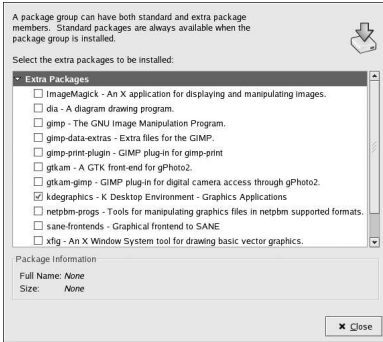 A package group can have both standard and extra package
members. Standard packages are always available when the
package group is installed.
Select the extra packages to be installed:
Extra Packages
ImageMagick - An X application for displaying and manipulating images.
dia - A diagram drawing program.
gimp - The GNU Image Manipulation Program.
gimp-data-extras - Extra files for the GIMP.
gimp-print-plugin - GIMP plug-in for gimp-print
gtkam - A GTK front-end for gPhoto2.
gtkam-gimp - GIMP plug-in for digital camera access through gPhoto2.
kdegraphics - K Desktop Environment - Graphics Applications
netpbm-progs - Tools for manipulating graphics files in netpbm supported formats.
sane-frontends - Graphical frontend to SANE
xfig - An X Window System tool for drawing basic vector graphics.
Package Information
Full Name: None
Size: None
Close